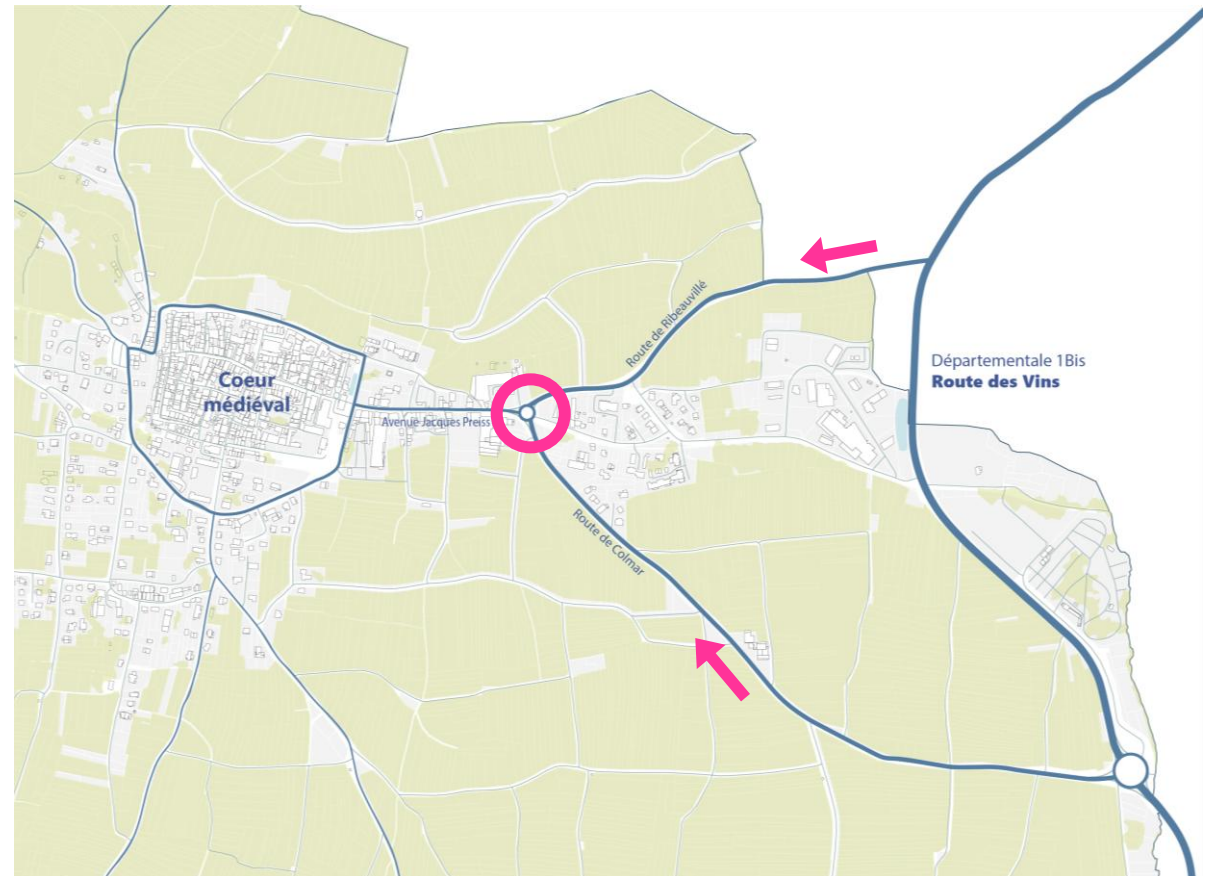 Route de Ribeauvillé
Départementale 1Bis
Route des Vins
Coeur
médiéval
Avenue Jacques Preiss
Route de Colmar